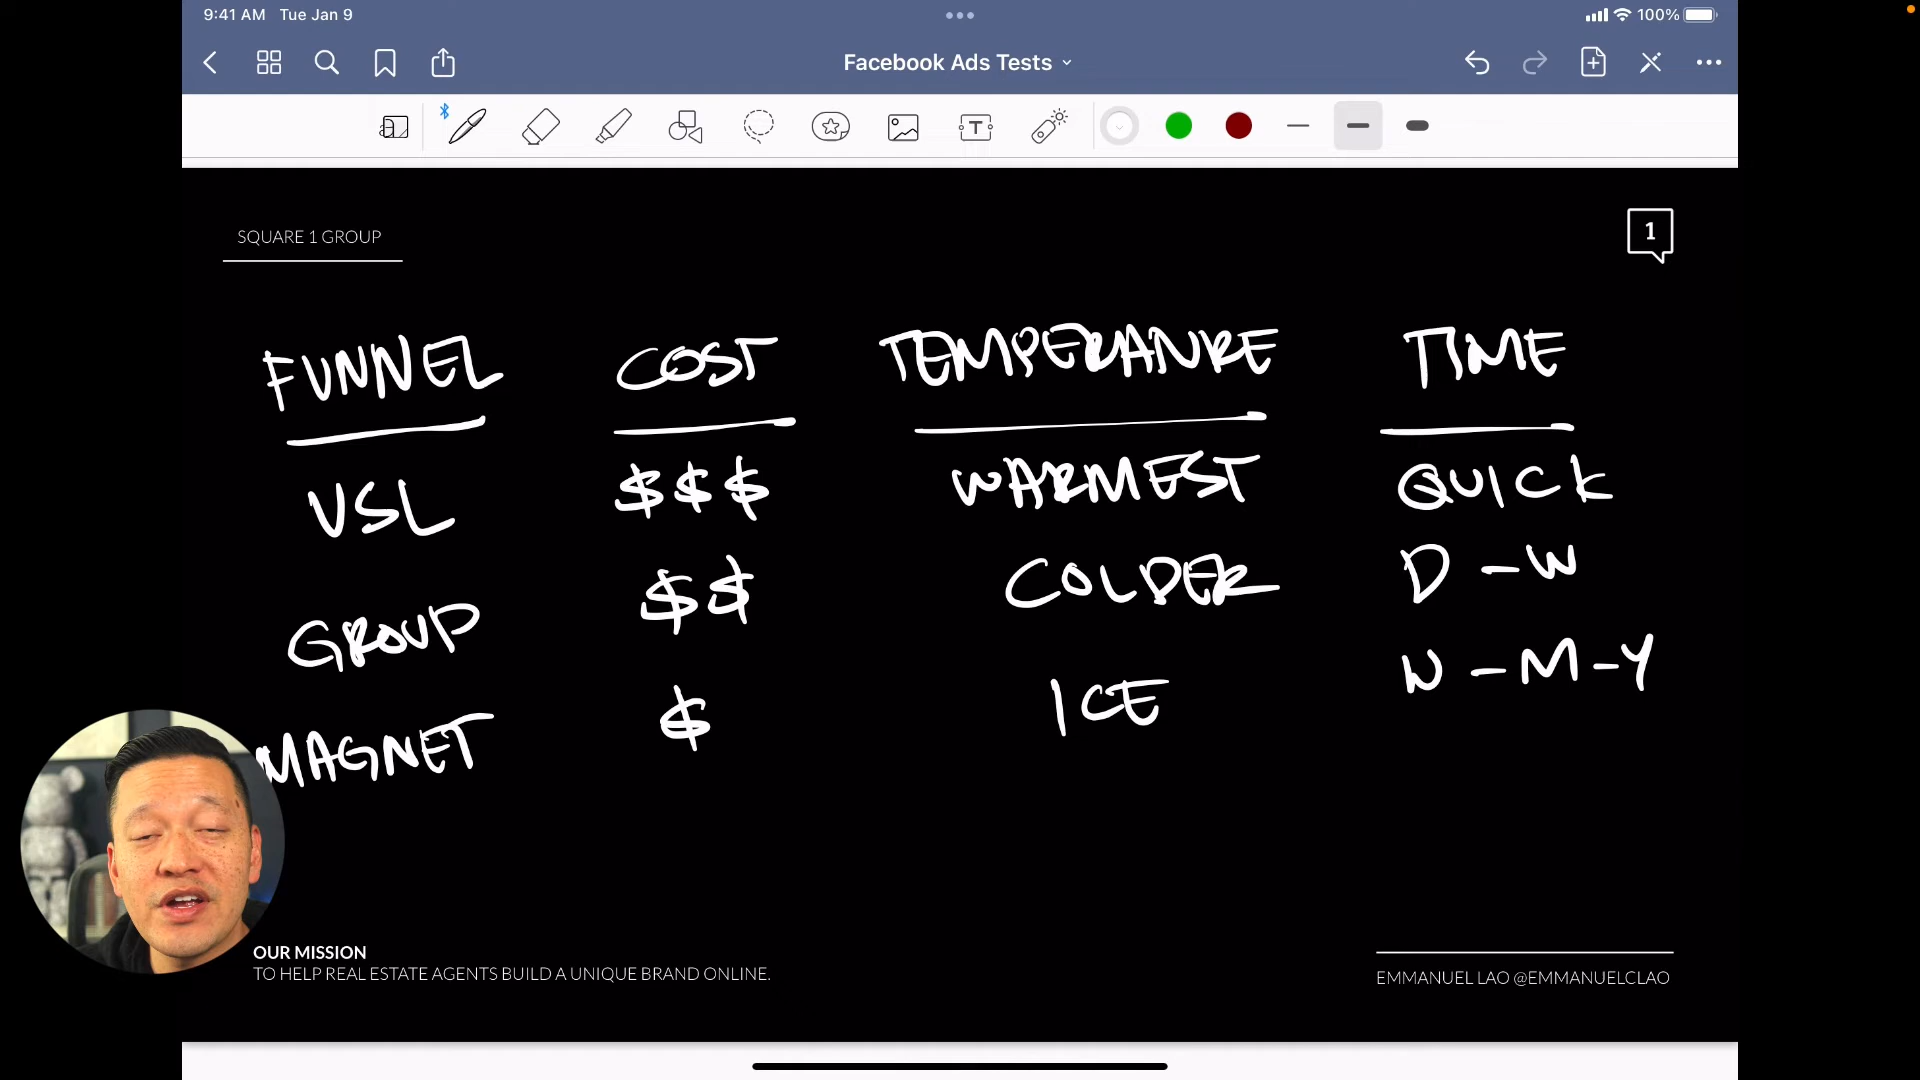 9:41 AM Tue Jan 9 100%
Facebook Ads Tests
SQUARE 1 GROUP
1
FUNNEL COST TEMPERANRE TIME
VSL $$$ WARMEST QUICK
GROUP $$ COLDER D - W
MAGNET $ ICE W - M - Y
OUR MISSION
TO HELP REAL ESTATE AGENTS BUILD A UNIQUE BRAND ONLINE.
EMMANUEL LAO @EMMANUELCLAO